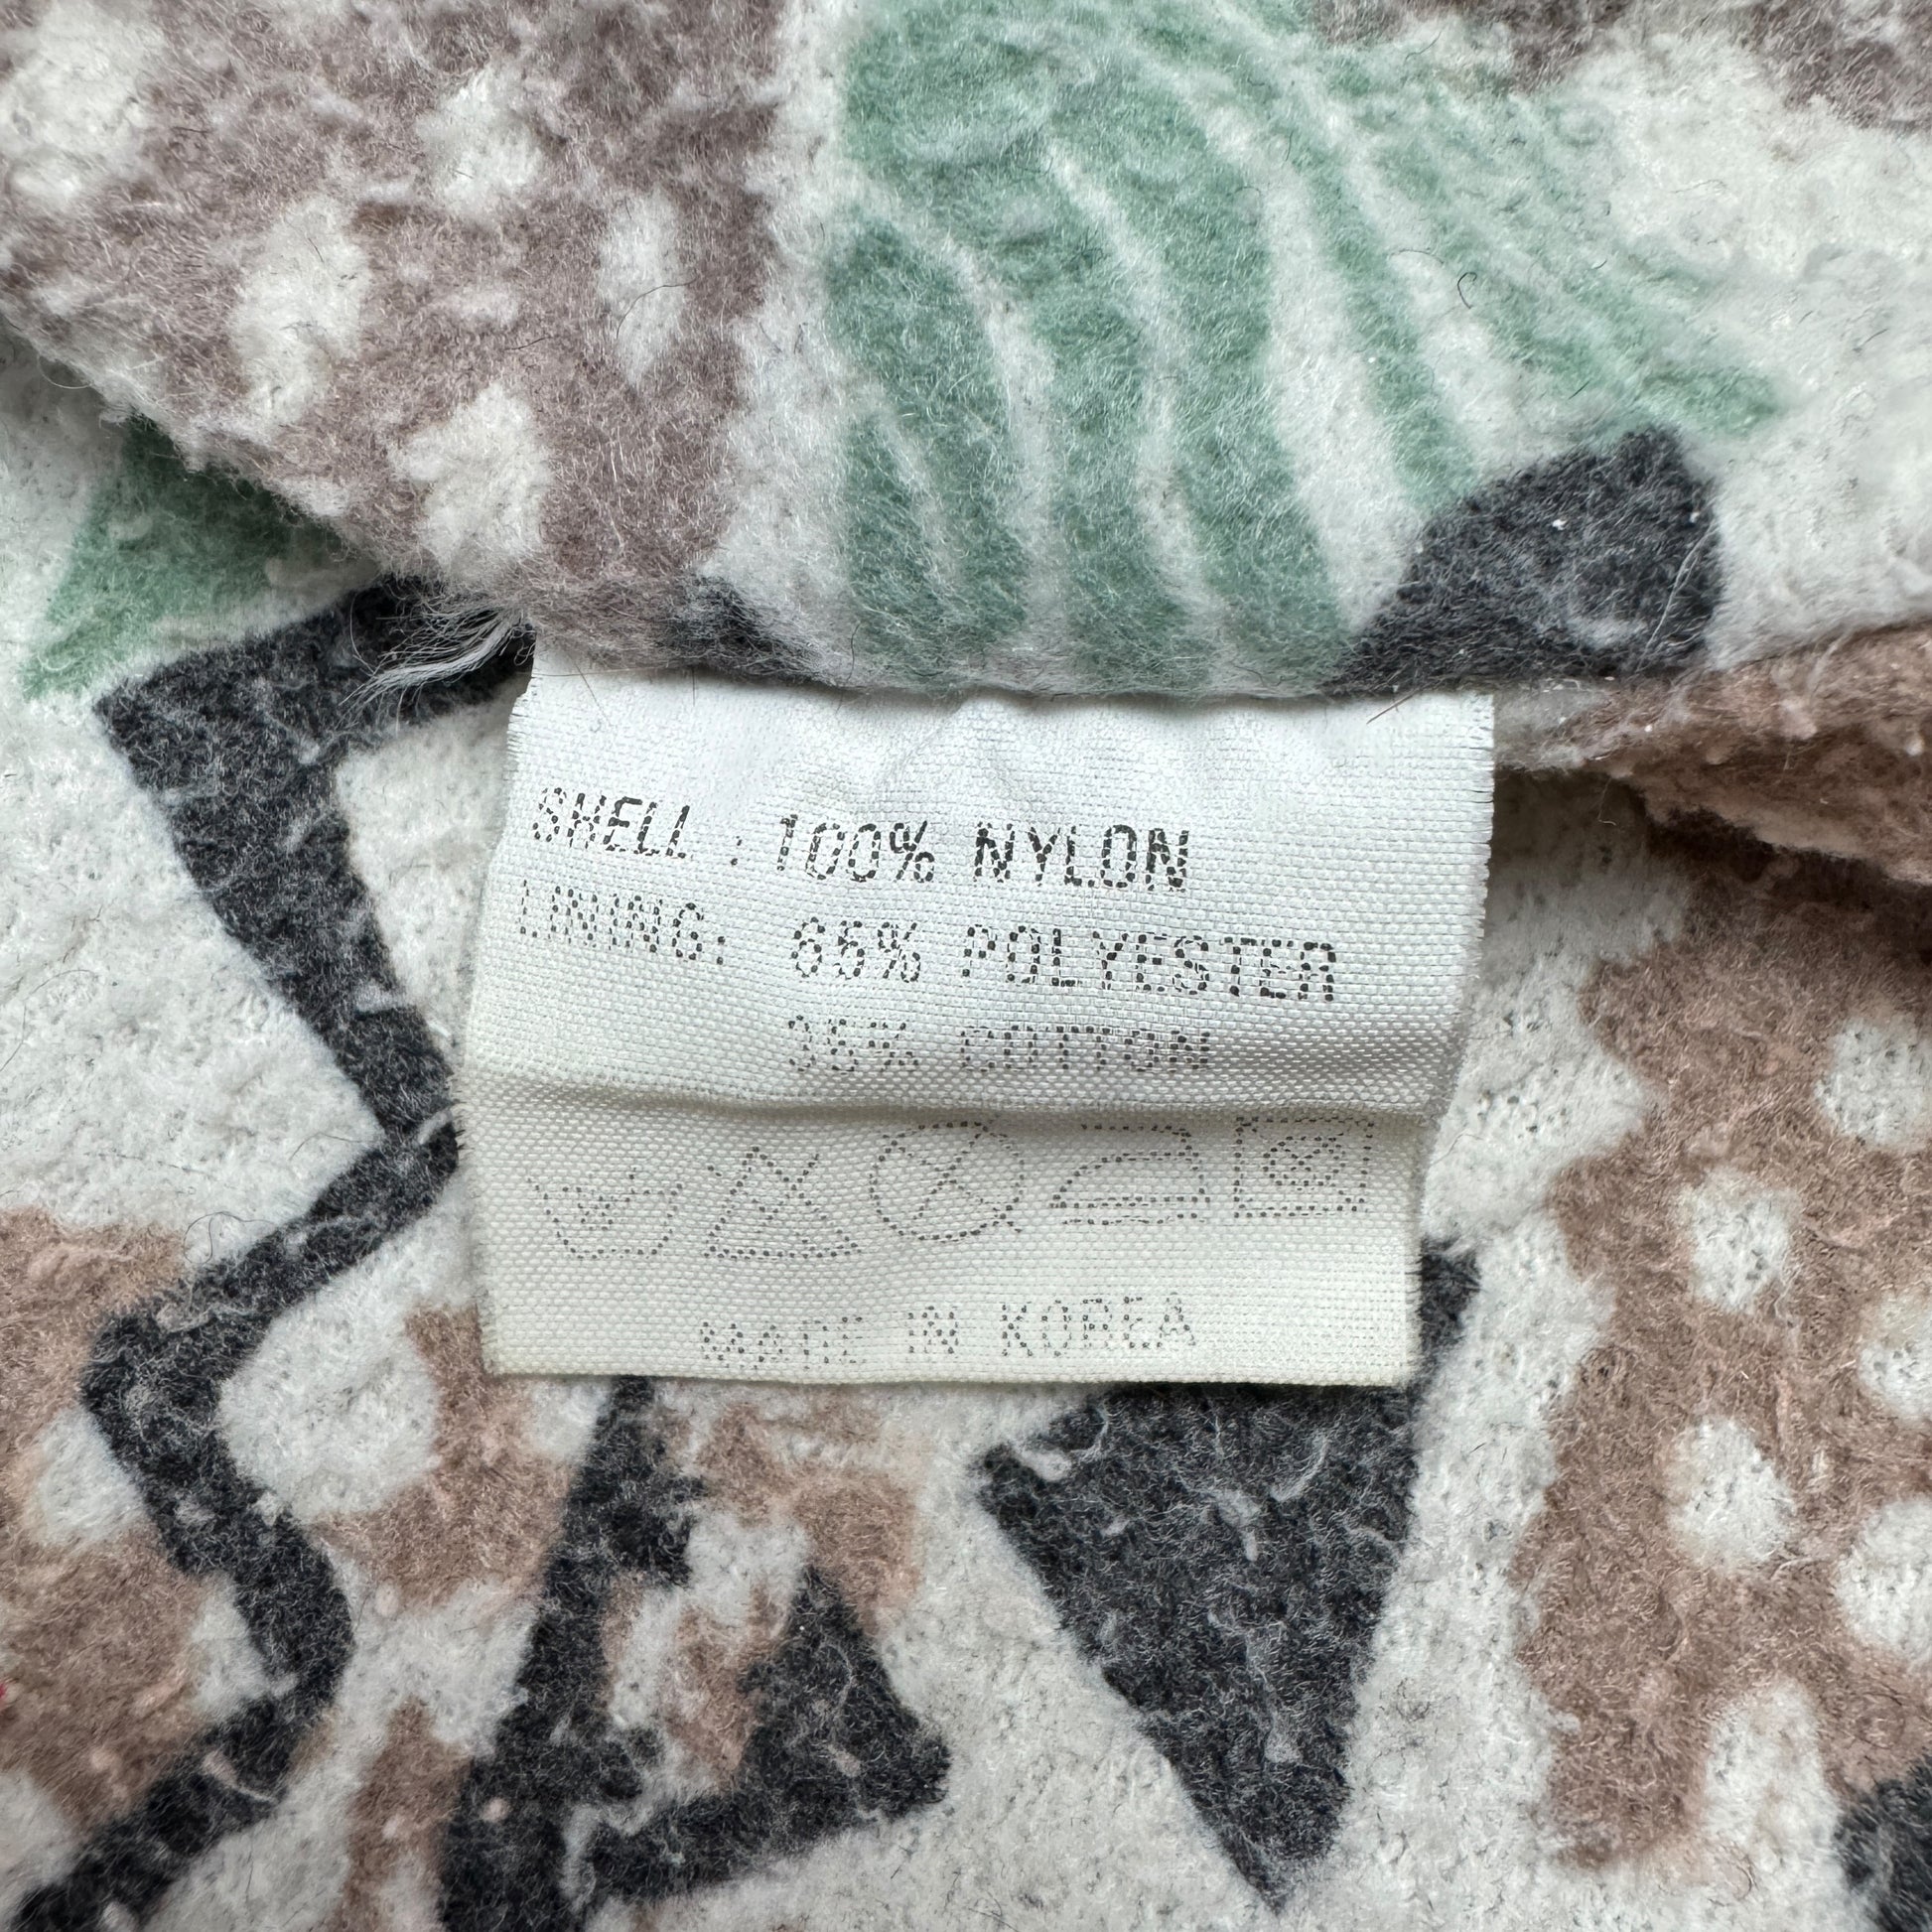 SHELL : 100% NYLON
LINING: 65% POLYESTER
35% COTTON
MADE IN KOREA